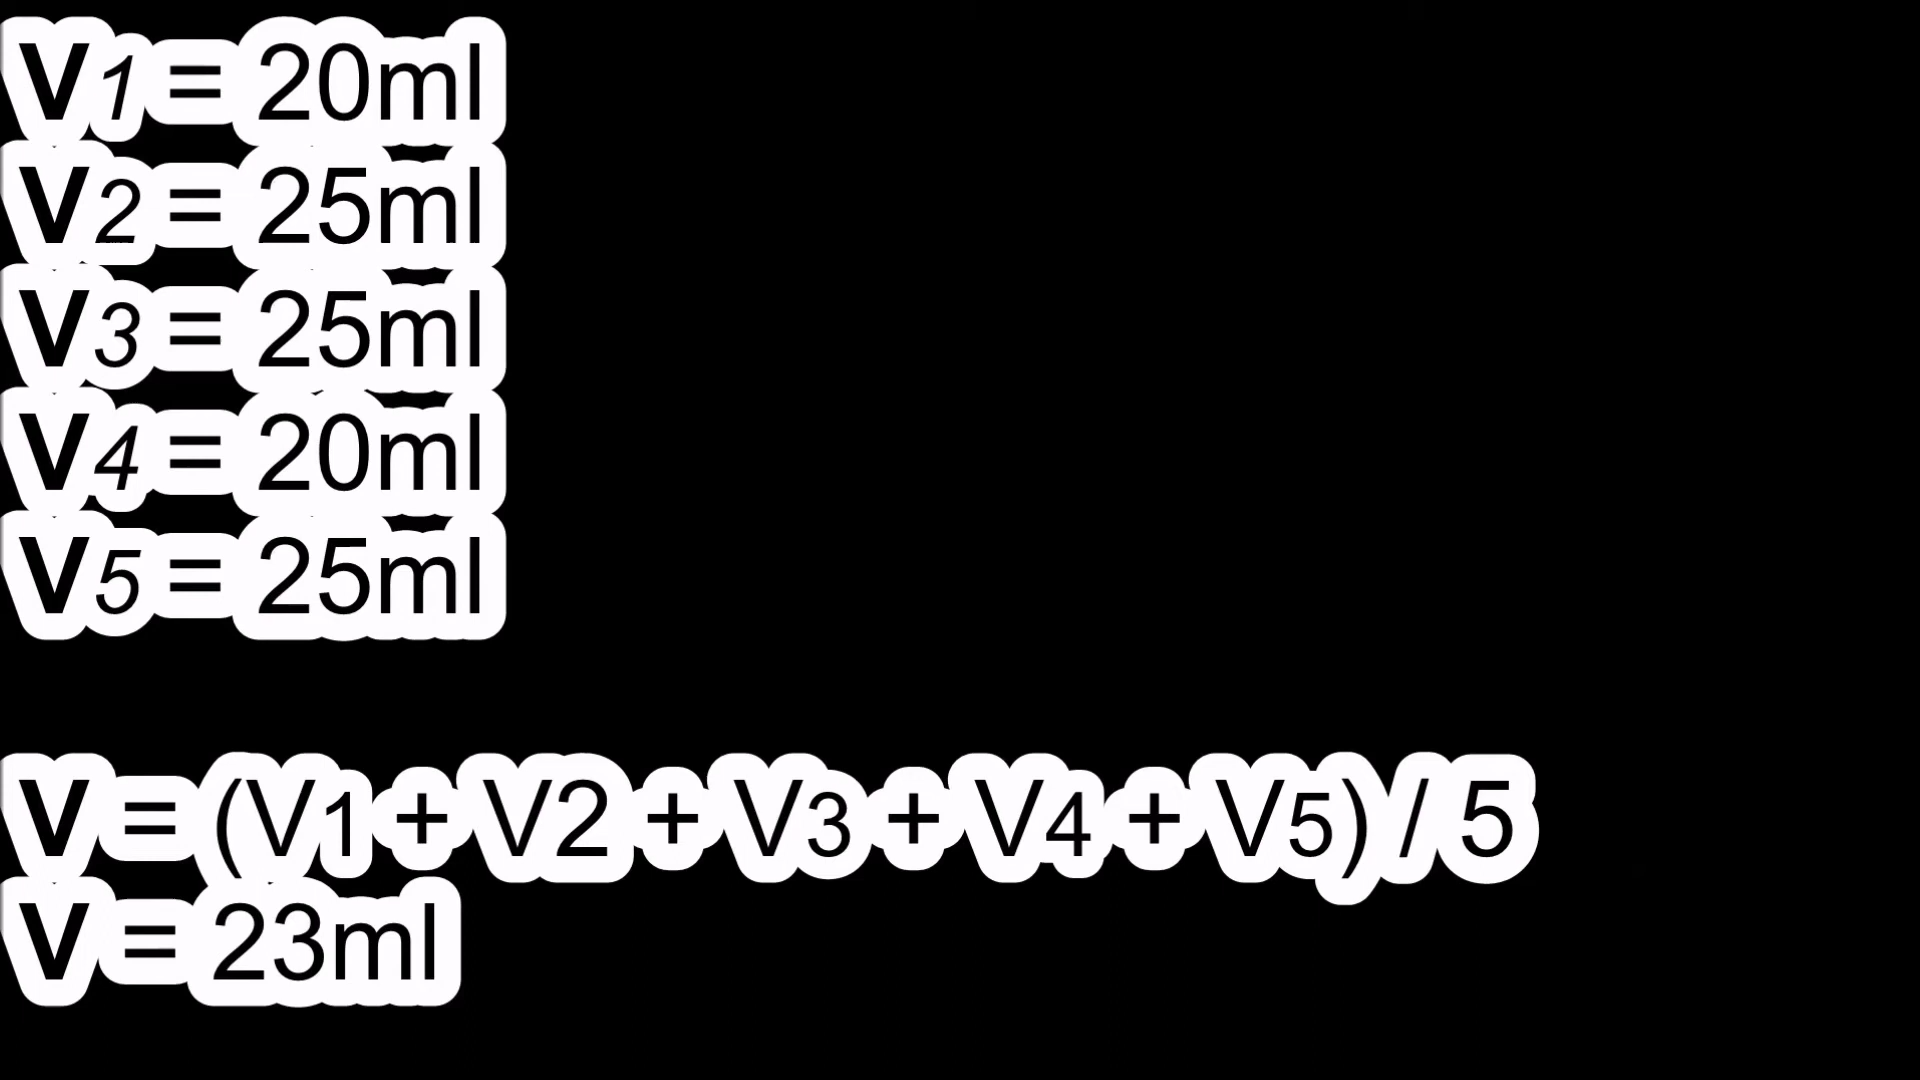 V1 = 20ml
V2 = 25ml
V3 = 25ml
V4 = 20ml
V5 = 25ml
V = (V1 + V2 + V3 + V4 + V5) / 5
V = 23ml